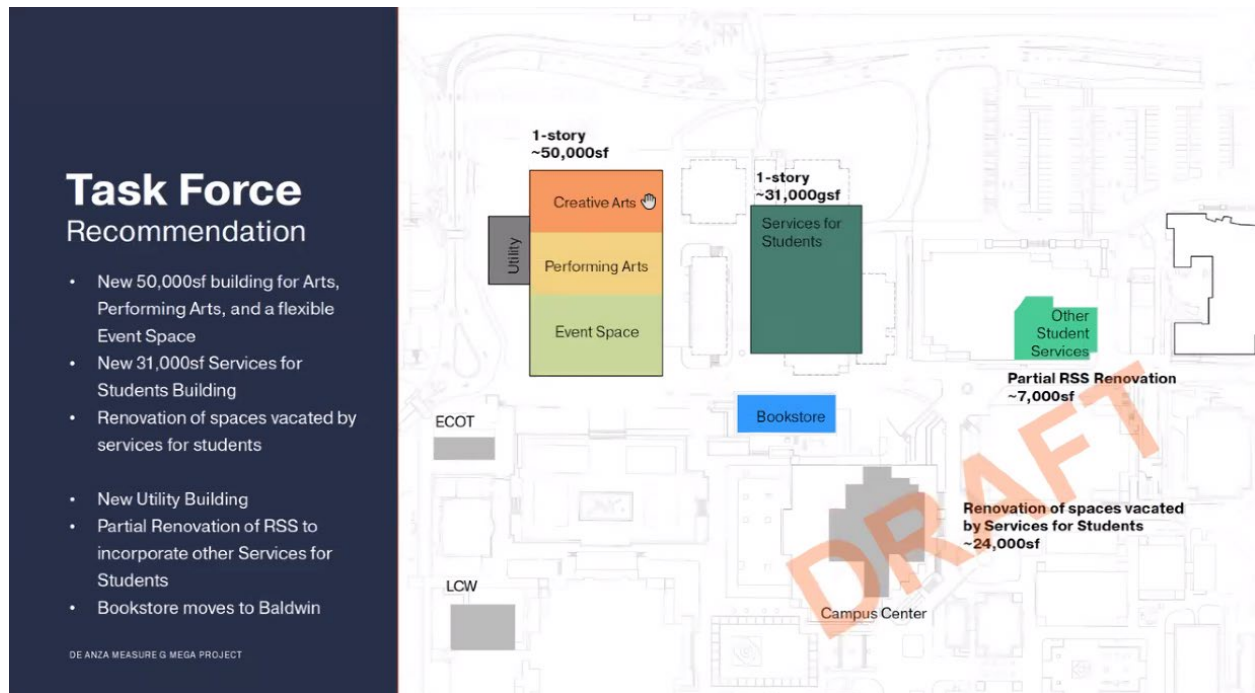 Task Force
Recommendation
• New 50,000sf building for Arts,
Performing Arts, and a flexible
Event Space
• New 31,000sf Services for
Students Building
• Renovation of spaces vacated by
services for students
• New Utility Building
• Partial Renovation of RSS to
incorporate other Services for
Students
• Bookstore moves to Baldwin
DE ANZA MEASURE G MEGA PROJECT
1-story
~50,000sf
Creative Arts
Performing Arts
Event Space
Utility
1-story
~31,000gsf
Services for
Students
Other
Student
Services
Partial RSS Renovation
~7,000sf
Bookstore
ECOT
LCW
Renovation of spaces vacated
by Services for Students
~24,000sf
Campus Center
DRAFT